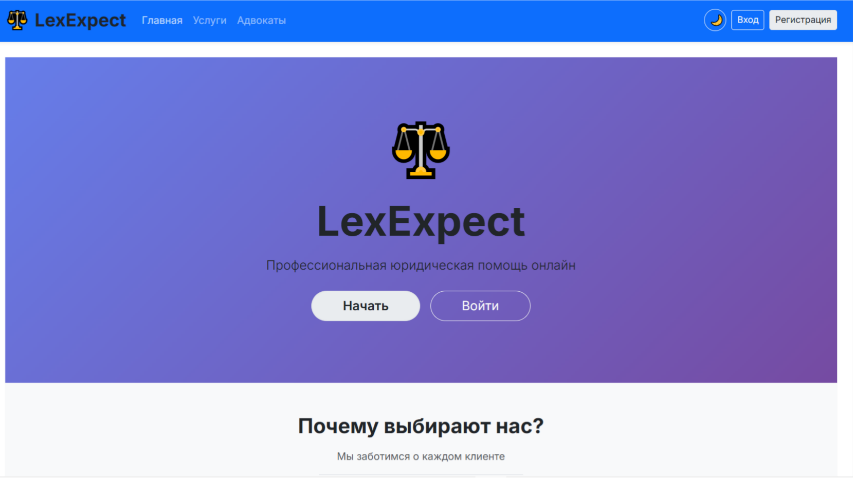 LexExpect Главная Услуги Адвокаты Вход Регистрация
LexExpect
Профессиональная юридическая помощь онлайн
Начать Войти
Почему выбирают нас?
Мы заботимся о каждом клиенте